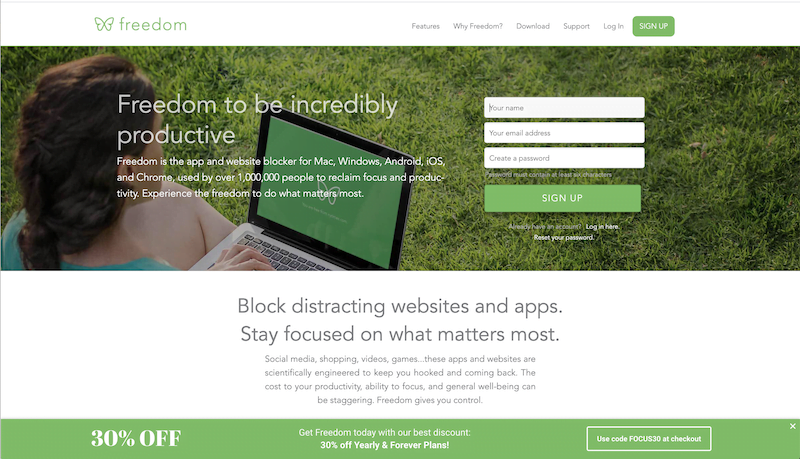 freedom
Features Why Freedom? Download Support Log In SIGN UP
Freedom to be incredibly
productive
Freedom is the app and website blocker for Mac, Windows, Android, iOS,
and Chrome, used by over 1,000,000 people to reclaim focus and produc-
tivity. Experience the freedom to do what matters most.
Your name
Your email address
Create a password
Password must contain at least six characters
SIGN UP
Already have an account? Log in here.
Reset your password.
Block distracting websites and apps.
Stay focused on what matters most.
Social media, shopping, videos, games...these apps and websites are
scientifically engineered to keep you hooked and coming back. The
cost to your productivity, ability to focus, and general well-being can
be staggering. Freedom gives you control.
30% OFF
Get Freedom today with our best discount:
30% off Yearly & Forever Plans!
Use code FOCUS30 at checkout